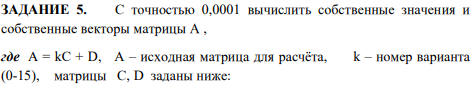 ЗАДАНИЕ 5. С точностью 0,0001 вычислить собственные значения и
собственные векторы матрицы А ,
где А = kC + D, А – исходная матрица для расчёта, k – номер варианта
(0-15), матрицы C, D заданы ниже: